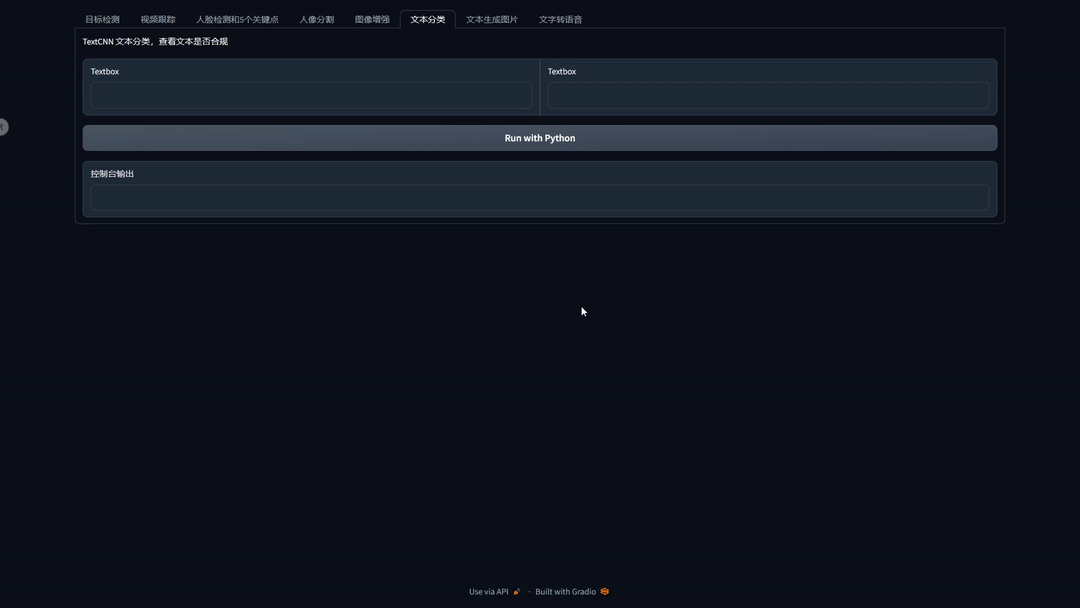 目标检测 视频跟踪 人脸检测和5个关键点 人像分割 图像增强 文本分类 文本生成图片 文字转语音
TextCNN 文本分类，查看文本是否合规
Textbox Textbox
Run with Python
控制台输出
Use via API · Built with Gradio